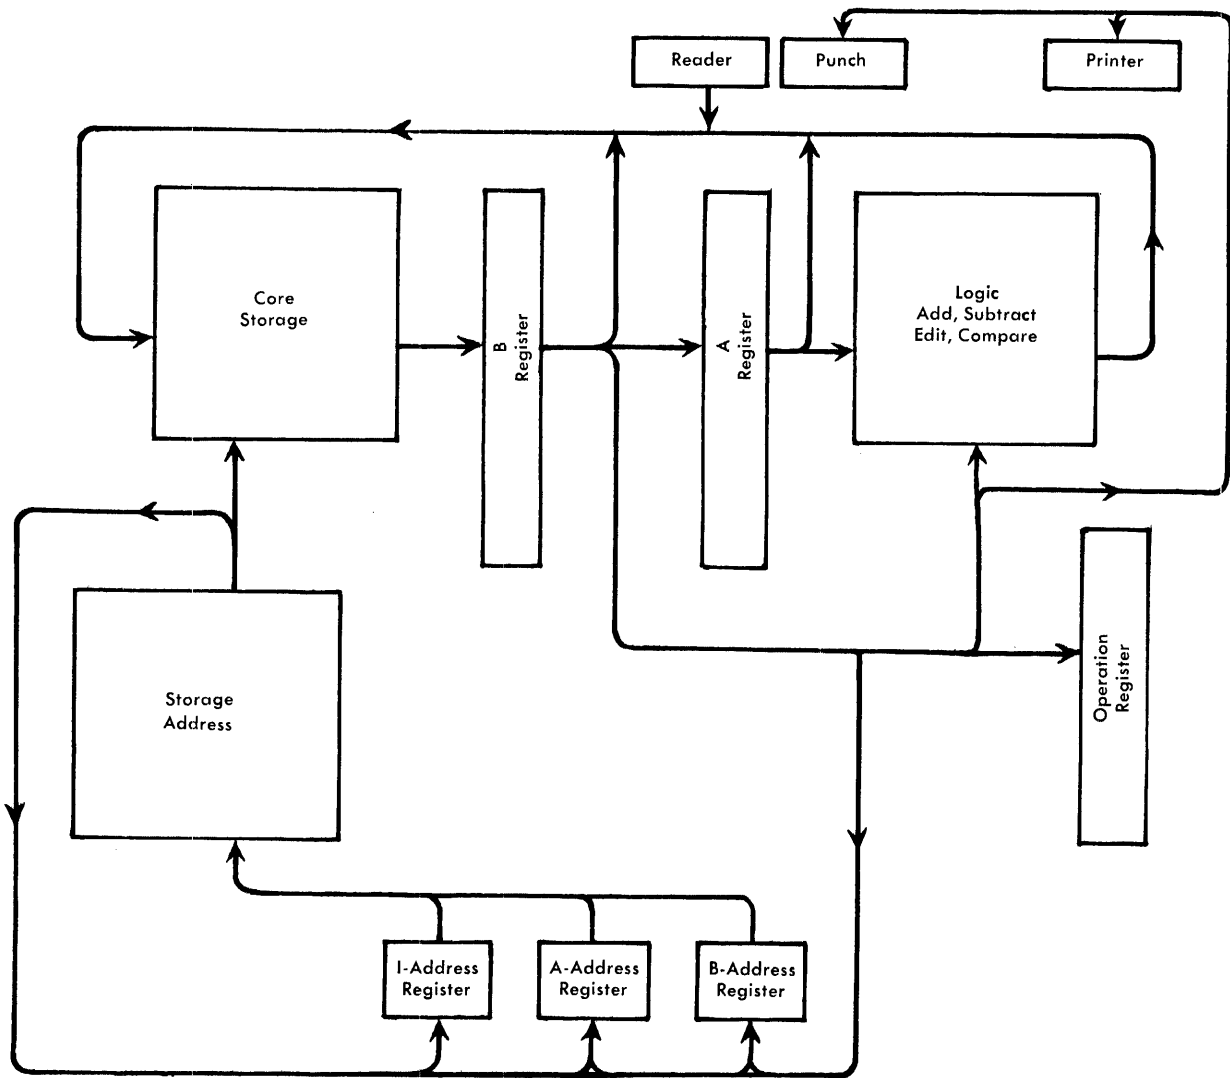 Reader
Punch
Printer
Core
Storage
B
Register
A
Register
Logic
Add, Subtract
Edit, Compare
Storage
Address
Operation
Register
I-Address
Register
A-Address
Register
B-Address
Register